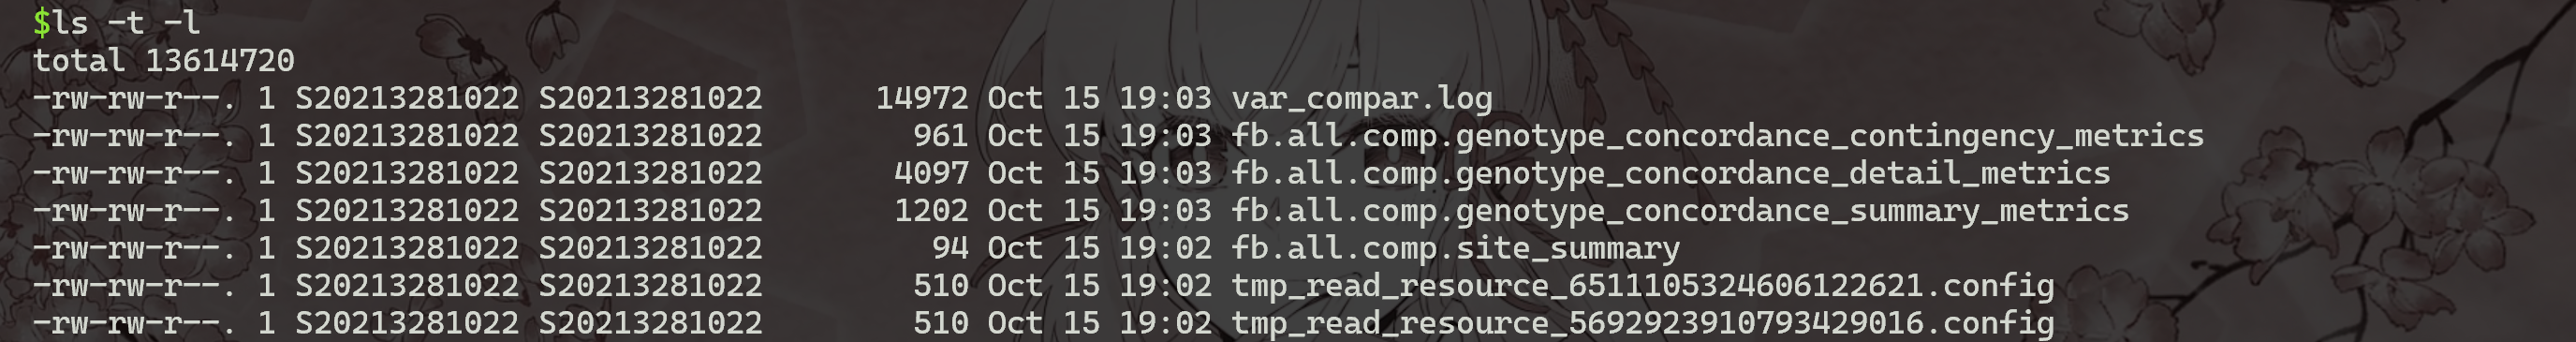 $ls -t -l
total 13614720
-rw-rw-r--. 1 S20213281022 S20213281022      14972 Oct 15 19:03 var_compar.log
-rw-rw-r--. 1 S20213281022 S20213281022        961 Oct 15 19:03 fb.all.comp.genotype_concordance_contingency_metrics
-rw-rw-r--. 1 S20213281022 S20213281022       4097 Oct 15 19:03 fb.all.comp.genotype_concordance_detail_metrics
-rw-rw-r--. 1 S20213281022 S20213281022       1202 Oct 15 19:03 fb.all.comp.genotype_concordance_summary_metrics
-rw-rw-r--. 1 S20213281022 S20213281022         94 Oct 15 19:02 fb.all.comp.site_summary
-rw-rw-r--. 1 S20213281022 S20213281022        510 Oct 15 19:02 tmp_read_resource_6511105324606122621.config
-rw-rw-r--. 1 S20213281022 S20213281022        510 Oct 15 19:02 tmp_read_resource_5692923910793429016.config